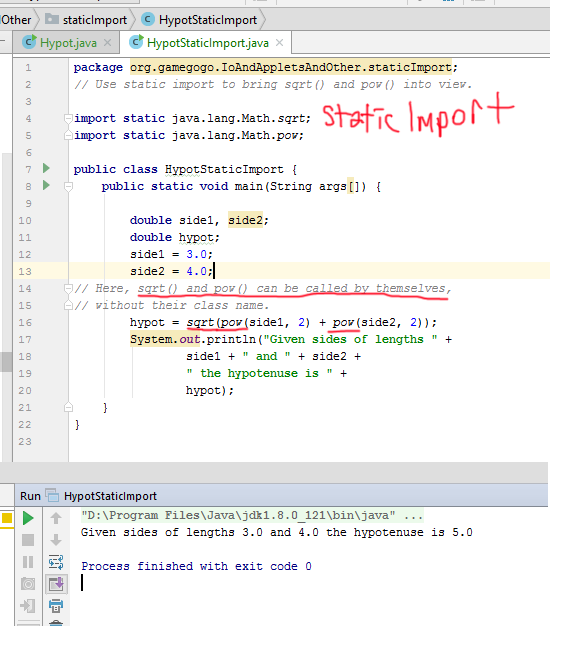 Other staticImport HypotStaticImport
Hypot.java × HypotStaticImport.java ×
1 package org.gamegogo.IoAndAppletsAndOther.staticImport;
2 // Use static import to bring sqrt() and pow() into view.
3
4 import static java.lang.Math.sqrt;
static Import
5 import static java.lang.Math.pow;
6
7 public class HypotStaticImport {
8 public static void main(String args[]) {
9
10 double side1, side2;
11 double hypot;
12 side1 = 3.0;
13 side2 = 4.0;
14 // Here, sqrt() and pow() can be called by themselves,
15 // without their class name.
16 hypot = sqrt(pow(side1, 2) + pow(side2, 2));
17 System.out.println("Given sides of lengths " +
18 side1 + " and " + side2 +
19 " the hypotenuse is " +
20 hypot);
21 }
22 }
23
Run HypotStaticImport
"D:\Program Files\Java\jdk1.8.0_121\bin\java" ...
Given sides of lengths 3.0 and 4.0 the hypotenuse is 5.0
Process finished with exit code 0